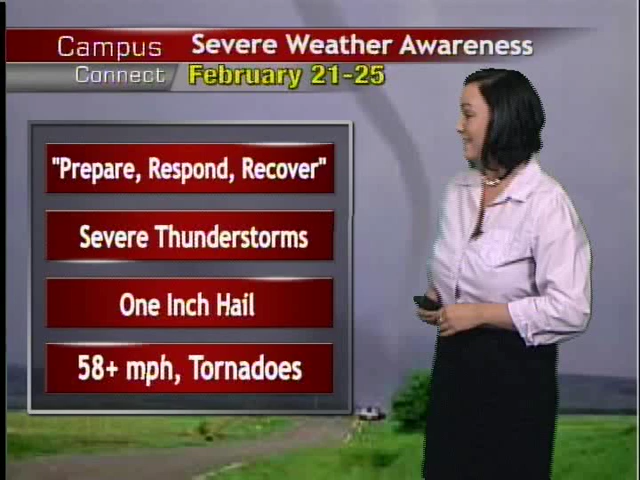 Campus
Connect
Severe Weather Awareness
February 21-25
"Prepare, Respond, Recover"
Severe Thunderstorms
One Inch Hail
58+ mph, Tornadoes